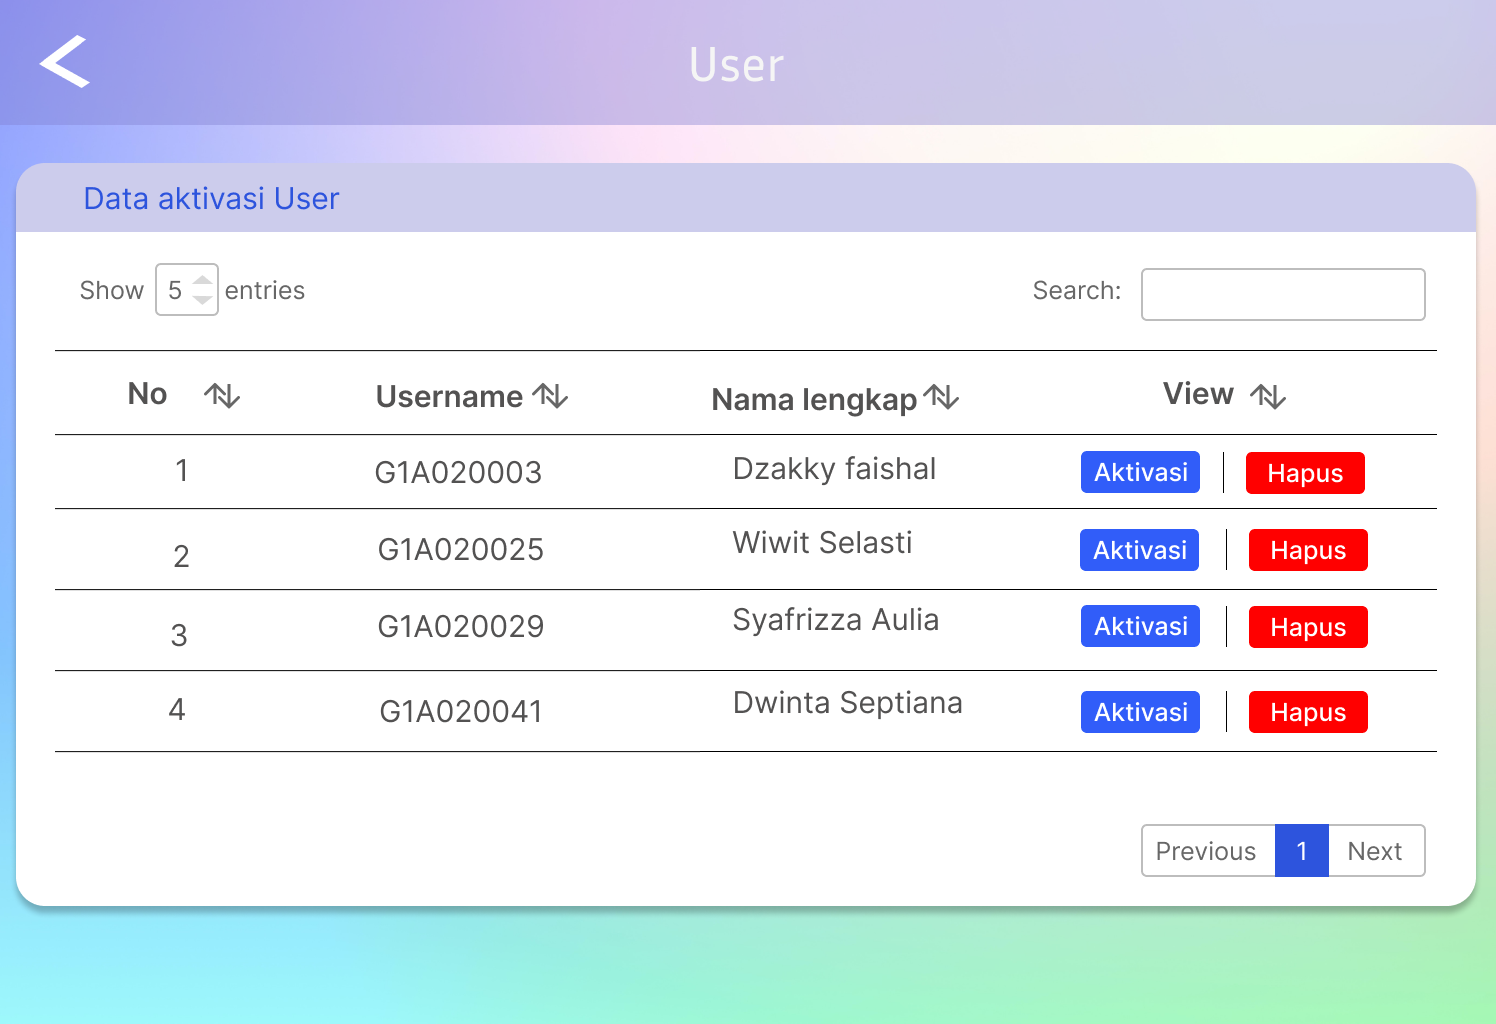 User
Data aktivasi User
Show 5 entries Search:
No Username Nama lengkap View
1 G1A020003 Dzakky faishal Aktivasi Hapus
2 G1A020025 Wiwit Selasti Aktivasi Hapus
3 G1A020029 Syafrizza Aulia Aktivasi Hapus
4 G1A020041 Dwinta Septiana Aktivasi Hapus
Previous 1 Next